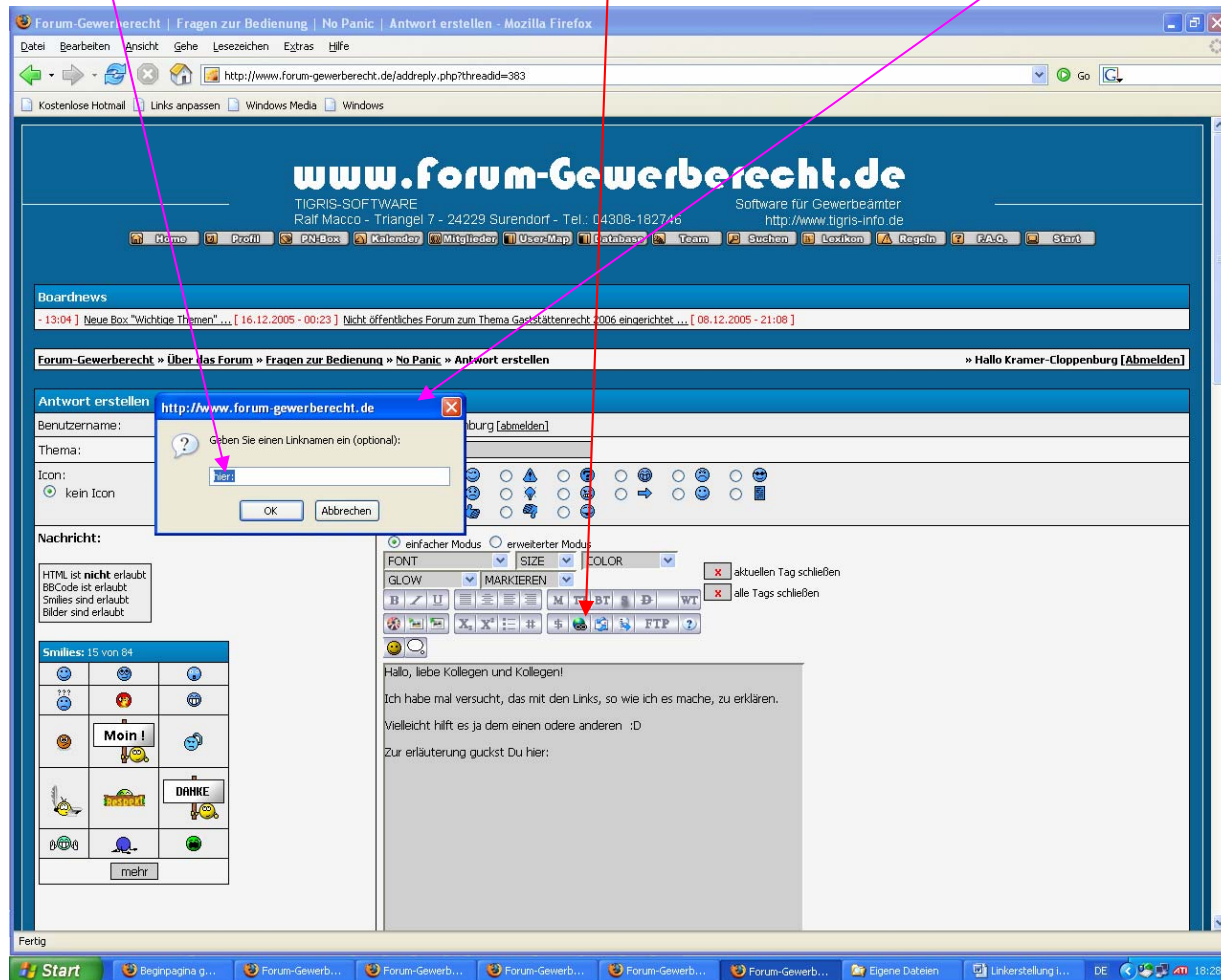 Forum-Gewerberecht | Fragen zur Bedienung | No Panic | Antwort erstellen - Mozilla Firefox
Datei Bearbeiten Ansicht Gehe Lesezeichen Extras Hilfe
http://www.forum-gewerberecht.de/addreply.php?threadid=383 Go
Kostenlose Hotmail Links anpassen Windows Media Windows
www.Forum-Gewerberecht.de
TIGRIS-SOFTWARE Software für Gewerbeämter
Ralf Macco - Triangel 7 - 24229 Surendorf - Tel.: 04308-182746 http://www.tigris-info.de
Home Profil PN-Box Kalender Mitglieder User-Map Database Team Suchen Lexikon Regeln F.A.Q. Start
Boardnews
- 13:04 ] Neue Box "Wichtige Themen" ... [ 16.12.2005 - 00:23 ] Nicht öffentliches Forum zum Thema Gaststättenrecht 2006 eingerichtet ... [ 08.12.2005 - 21:08 ]
Forum-Gewerberecht » Über das Forum » Fragen zur Bedienung » No Panic » Antwort erstellen » Hallo Kramer-Cloppenburg [Abmelden]
Antwort erstellen
http://www.forum-gewerberecht.de
Benutzername: nburg [abmelden]
Geben Sie einen Linknamen ein (optional):
Thema:
hier:
Icon:
kein Icon
OK Abbrechen
Nachricht:
einfacher Modus erweiterter Modus
FONT SIZE COLOR
aktuellen Tag schließen
GLOW MARKIEREN
alle Tags schließen
HTML ist nicht erlaubt
BBCode ist erlaubt
Smilies sind erlaubt
Bilder sind erlaubt
B I U M TT BT S D WT
X₂ X² # $ FTP ?
Smilies: 15 von 84
Moin !
DANKE
Respekt
mehr
Hallo, liebe Kollegen und Kollegen!
Ich habe mal versucht, das mit den Links, so wie ich es mache, zu erklären.
Vielleicht hilft es ja dem einen odere anderen :D
Zur erläuterung guckst Du hier:
Fertig
Start Beginpagina g... Forum-Gewerb... Forum-Gewerb... Forum-Gewerb... Forum-Gewerb... Forum-Gewerb... Eigene Dateien Linkerstellung i... DE 18:28